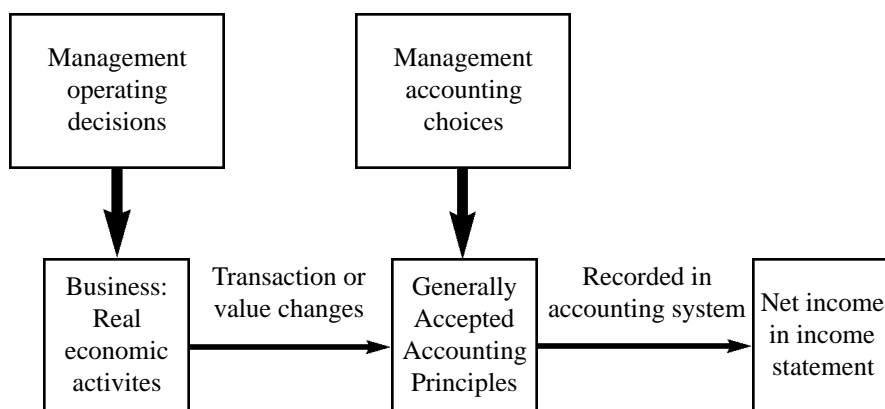 Management
operating
decisions
Management
accounting
choices
Business:
Real
economic
activites
Transaction or
value changes
Generally
Accepted
Accounting
Principles
Recorded in
accounting system
Net income
in income
statement